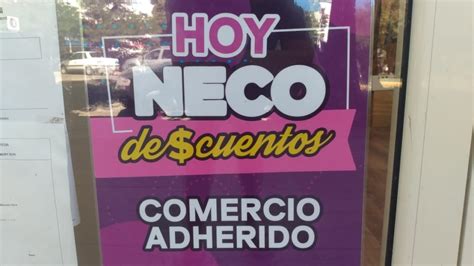 HOY
NECO
de$cuentos
COMERCIO
ADHERIDO